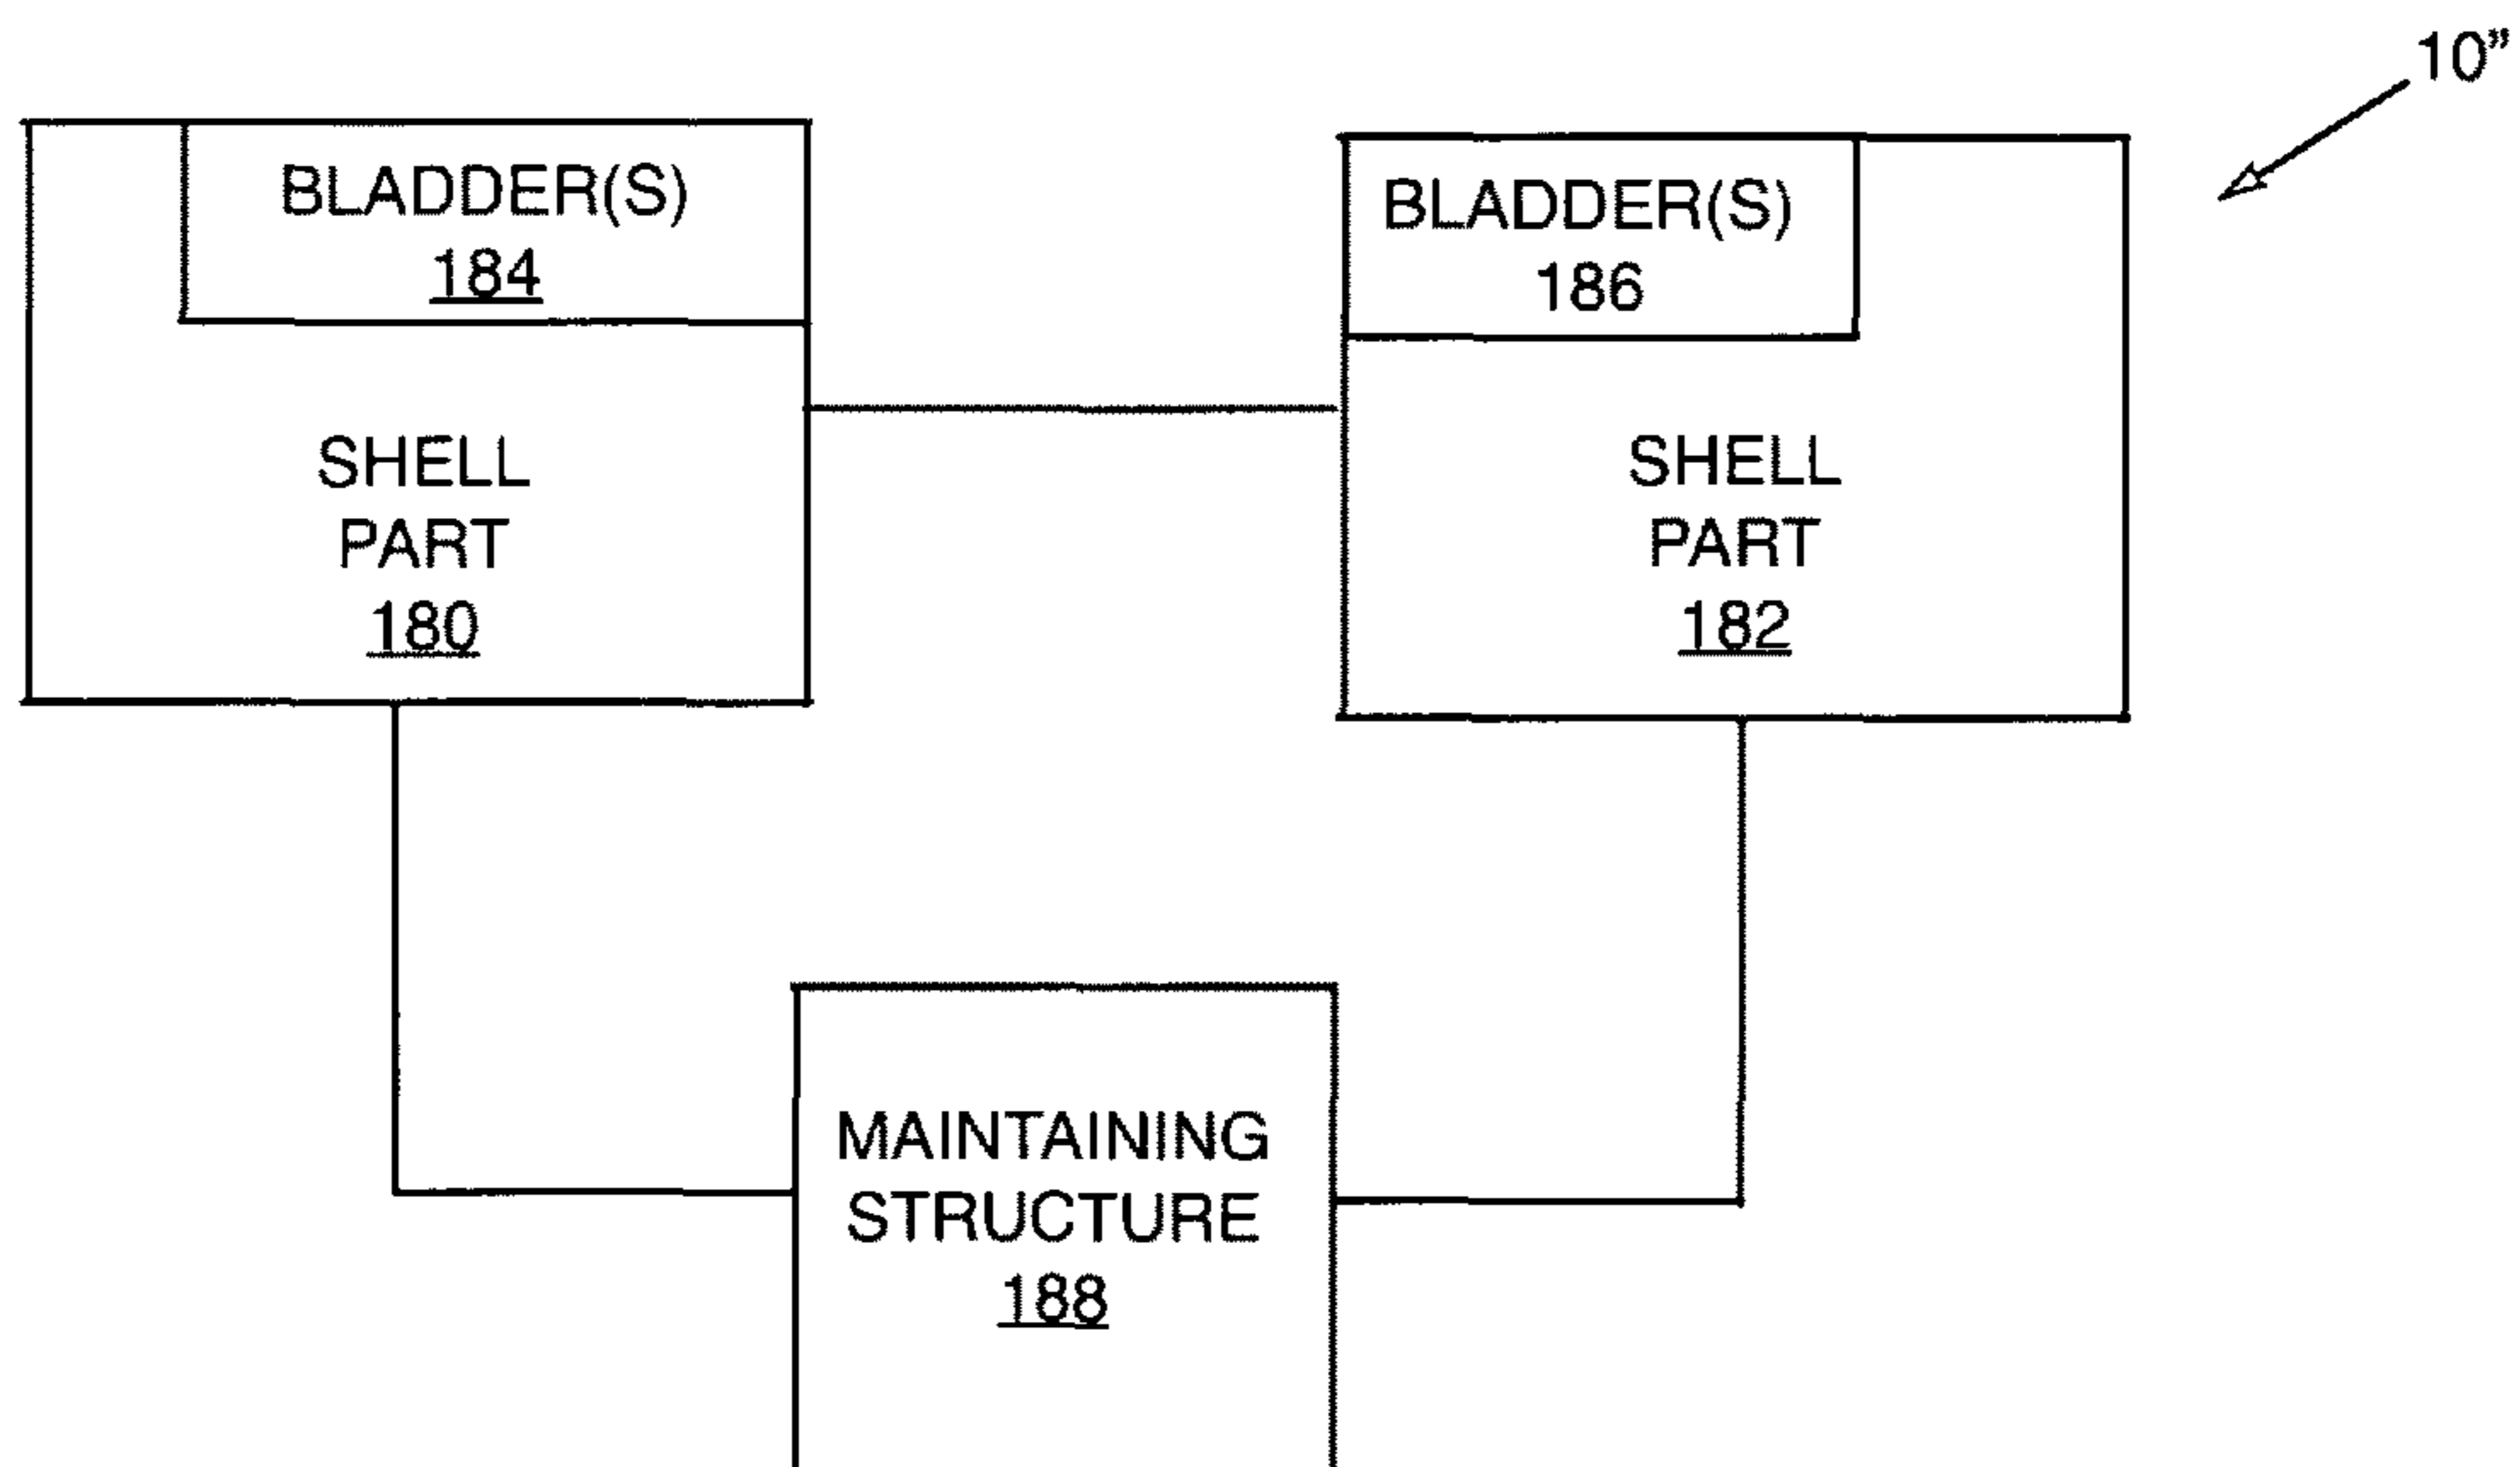 10”
BLADDER(S)
184
SHELL
PART
180
BLADDER(S)
186
SHELL
PART
182
MAINTAINING
STRUCTURE
188